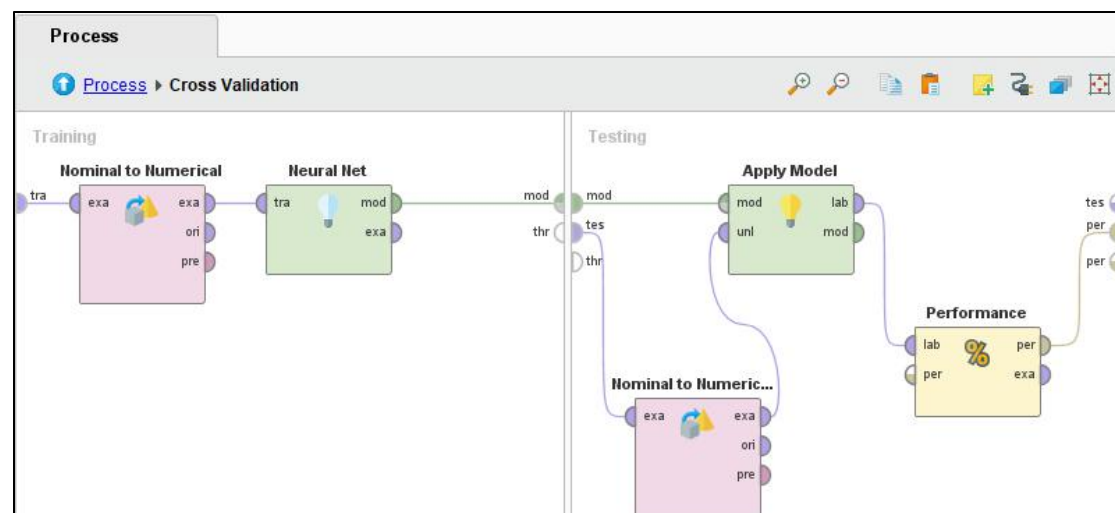 Process
Process ▸ Cross Validation
Training
Nominal to Numerical
Neural Net
tra
exa
exa
ori
pre
tra
mod
exa
mod
thr
Testing
mod
tes
thr
Apply Model
mod
lab
unl
mod
Nominal to Numeric...
exa
exa
ori
pre
Performance
lab
%
per
per
exa
tes
per
per